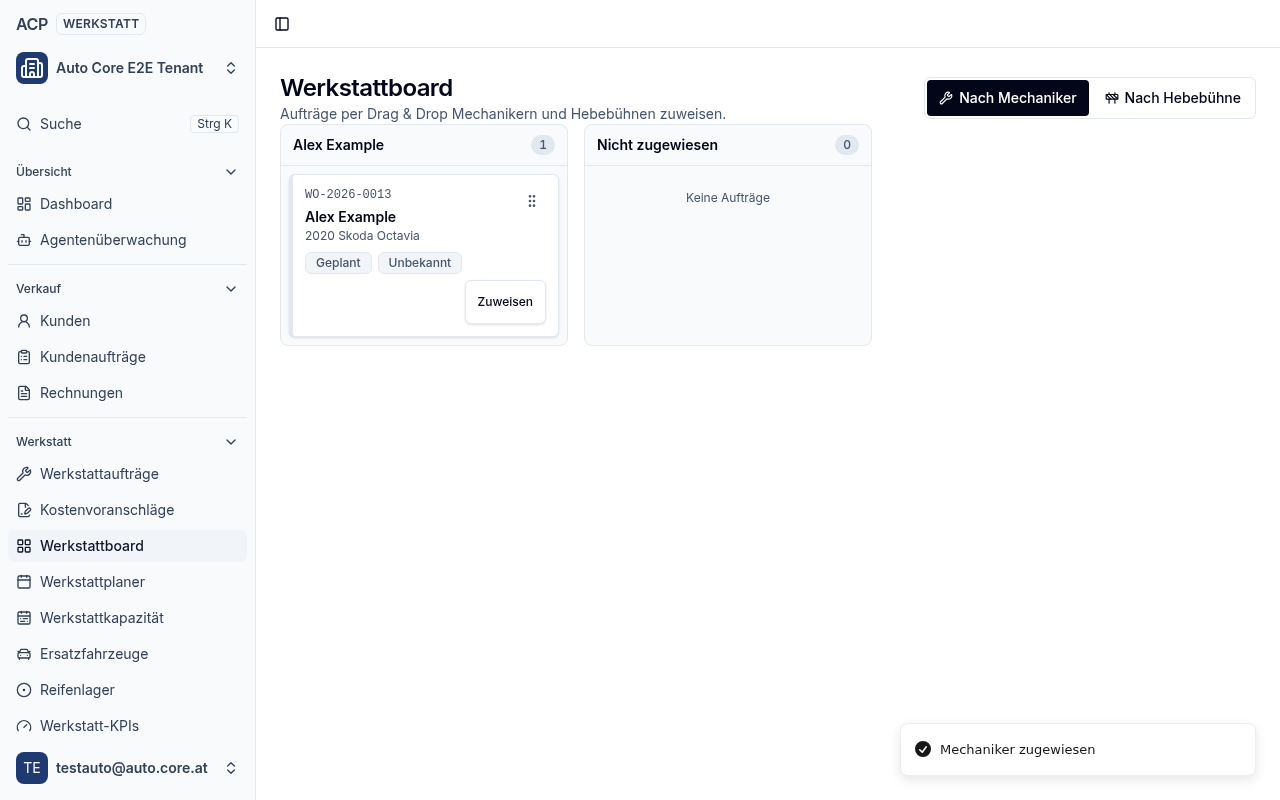 ACP WERKSTATT
Auto Core E2E Tenant
Suche Strg K
Übersicht
Dashboard
Agentenüberwachung
Verkauf
Kunden
Kundenaufträge
Rechnungen
Werkstatt
Werkstattaufträge
Kostenvoranschläge
Werkstattboard
Werkstattplaner
Werkstattkapazität
Ersatzfahrzeuge
Reifenlager
Werkstatt-KPIs
TE testauto@auto.core.at
Werkstattboard
Aufträge per Drag & Drop Mechanikern und Hebebühnen zuweisen.
Nach Mechaniker Nach Hebebühne
Alex Example 1
WO-2026-0013
Alex Example
2020 Skoda Octavia
Geplant Unbekannt
Zuweisen
Nicht zugewiesen 0
Keine Aufträge
Mechaniker zugewiesen